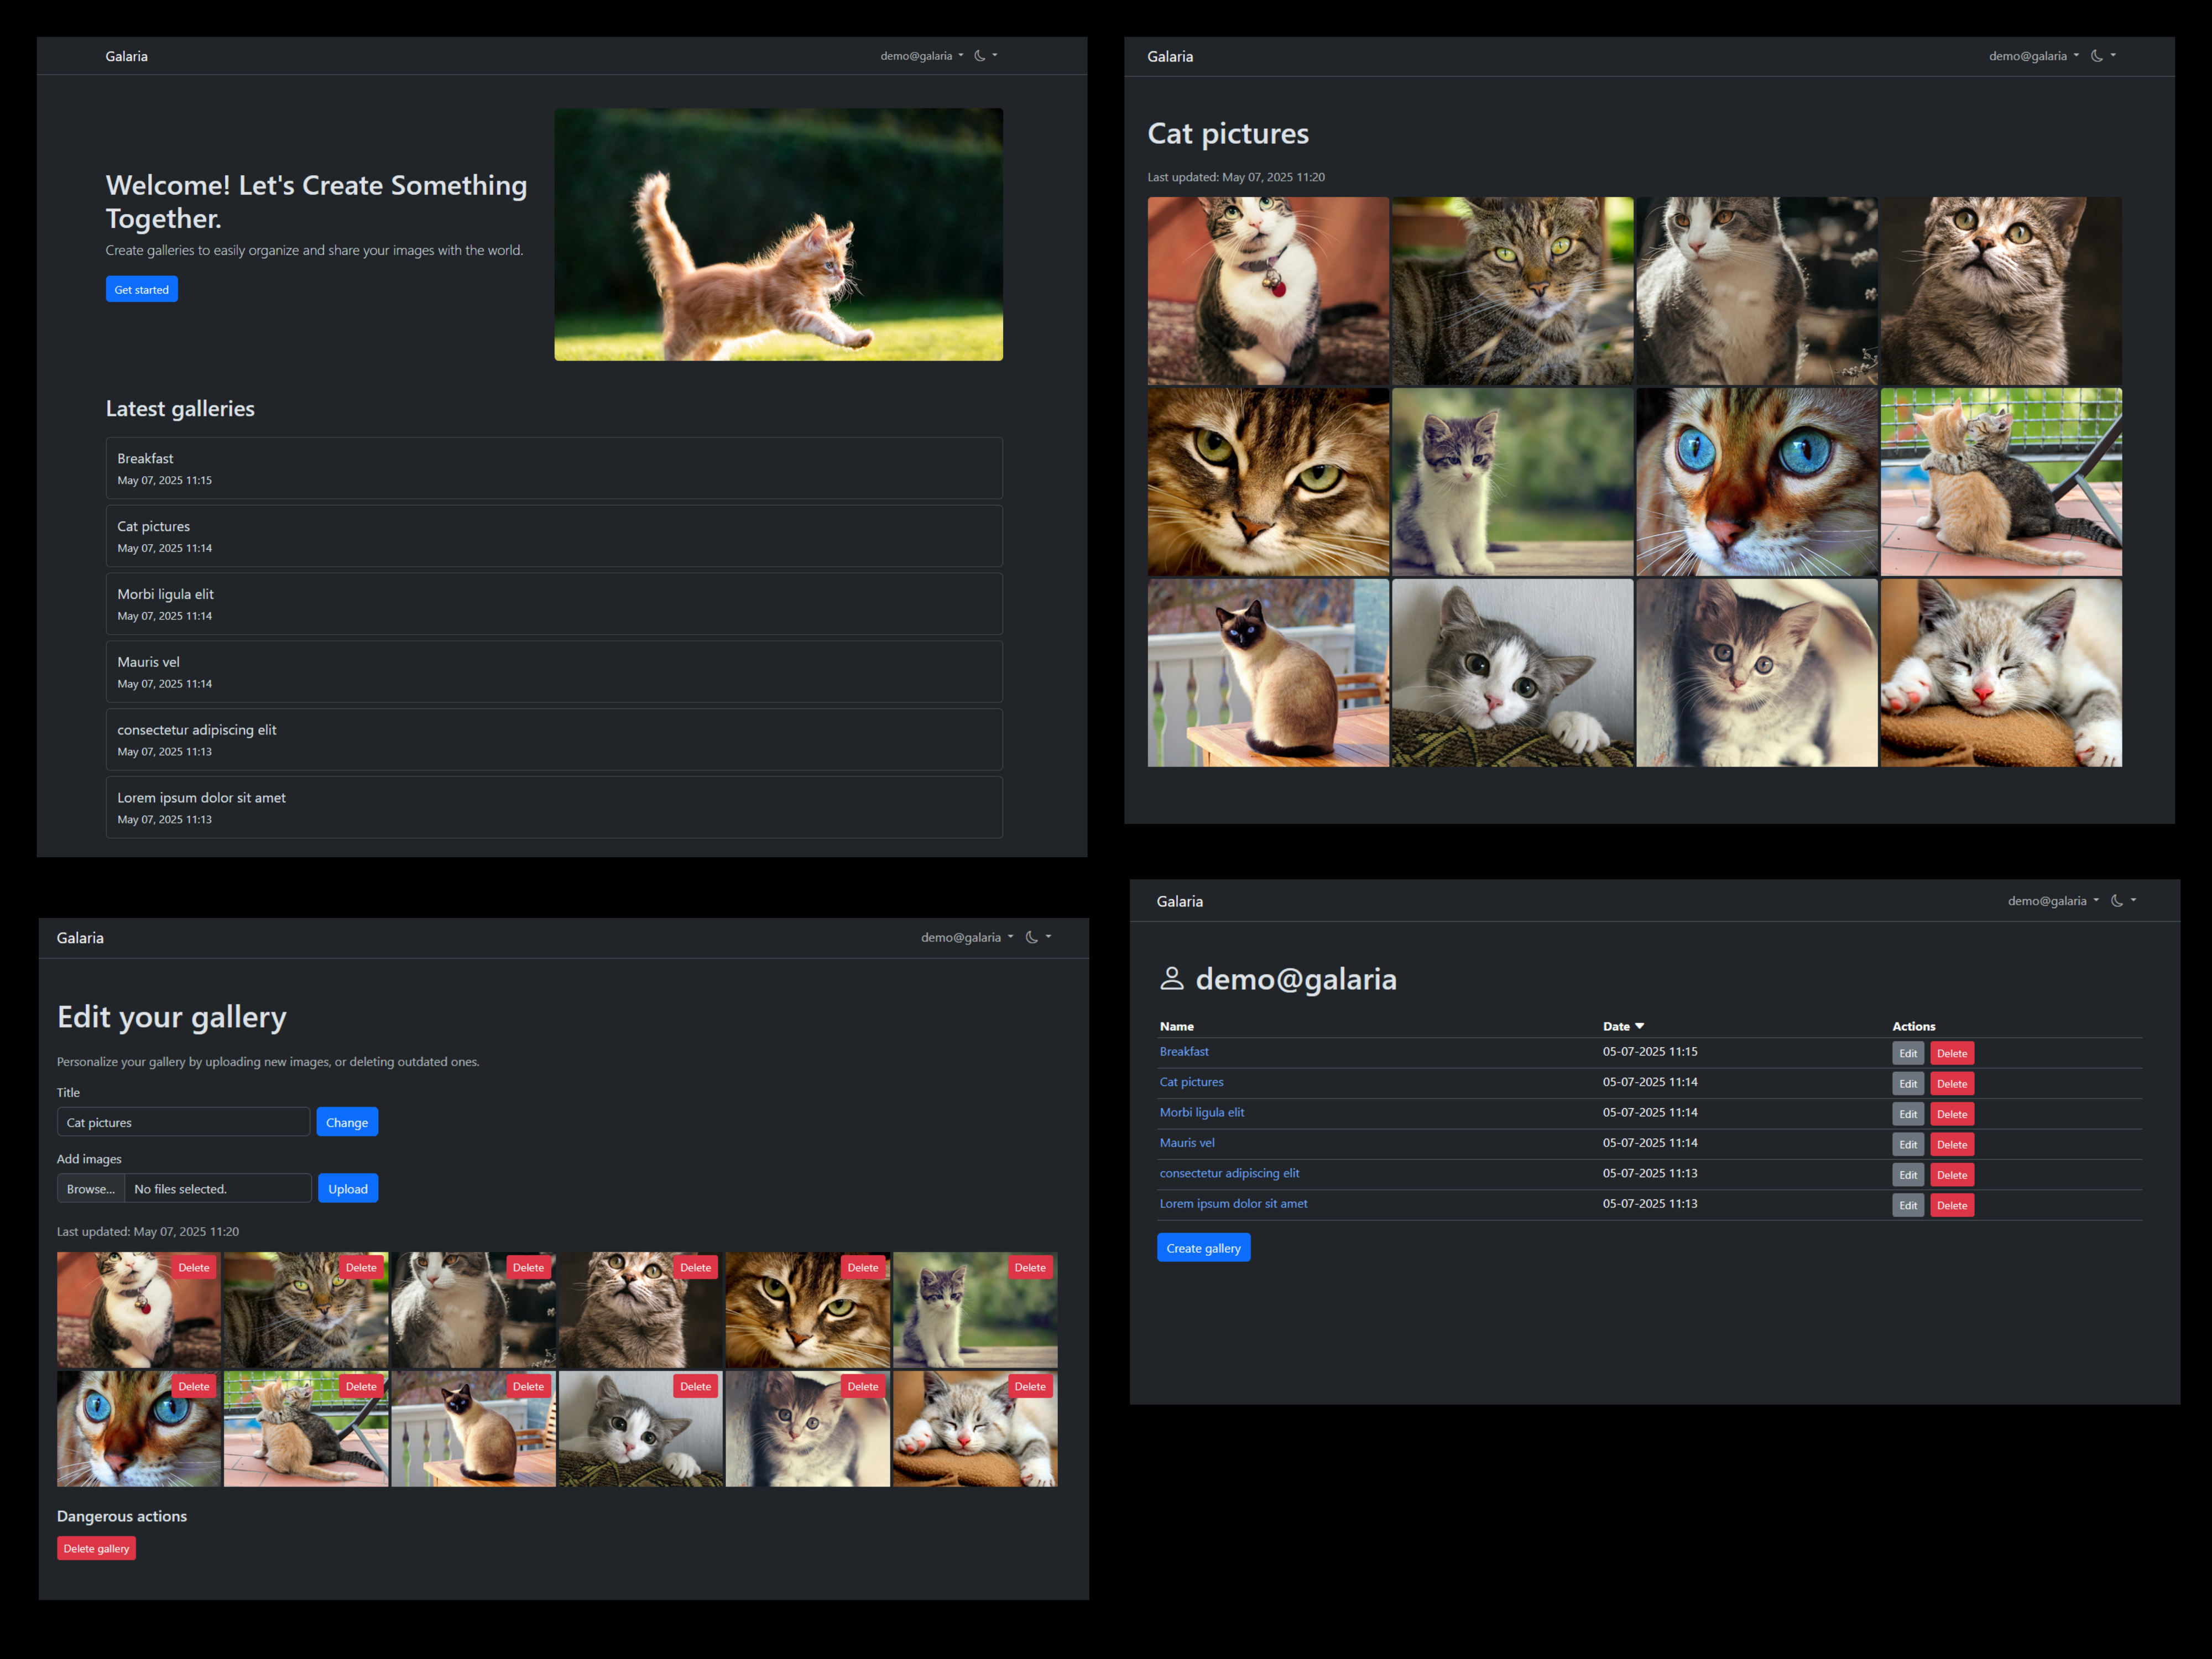 Galaria
demo@galaria
Welcome! Let's Create Something
Together.
Create galleries to easily organize and share your images with the world.
Get started
Latest galleries
Breakfast
May 07, 2025 11:15
Cat pictures
May 07, 2025 11:14
Morbi ligula elit
May 07, 2025 11:14
Mauris vel
May 07, 2025 11:14
consectetur adipiscing elit
May 07, 2025 11:13
Lorem ipsum dolor sit amet
May 07, 2025 11:13
Galaria
demo@galaria
Cat pictures
Last updated: May 07, 2025 11:20
Galaria
demo@galaria
Edit your gallery
Personalize your gallery by uploading new images, or deleting outdated ones.
Title
Cat pictures Change
Add images
Browse... No files selected. Upload
Last updated: May 07, 2025 11:20
Delete Delete Delete Delete Delete Delete
Delete Delete Delete Delete Delete Delete
Dangerous actions
Delete gallery
Galaria
demo@galaria
demo@galaria
Name Date Actions
Breakfast 05-07-2025 11:15 Edit Delete
Cat pictures 05-07-2025 11:14 Edit Delete
Morbi ligula elit 05-07-2025 11:14 Edit Delete
Mauris vel 05-07-2025 11:14 Edit Delete
consectetur adipiscing elit 05-07-2025 11:13 Edit Delete
Lorem ipsum dolor sit amet 05-07-2025 11:13 Edit Delete
Create gallery